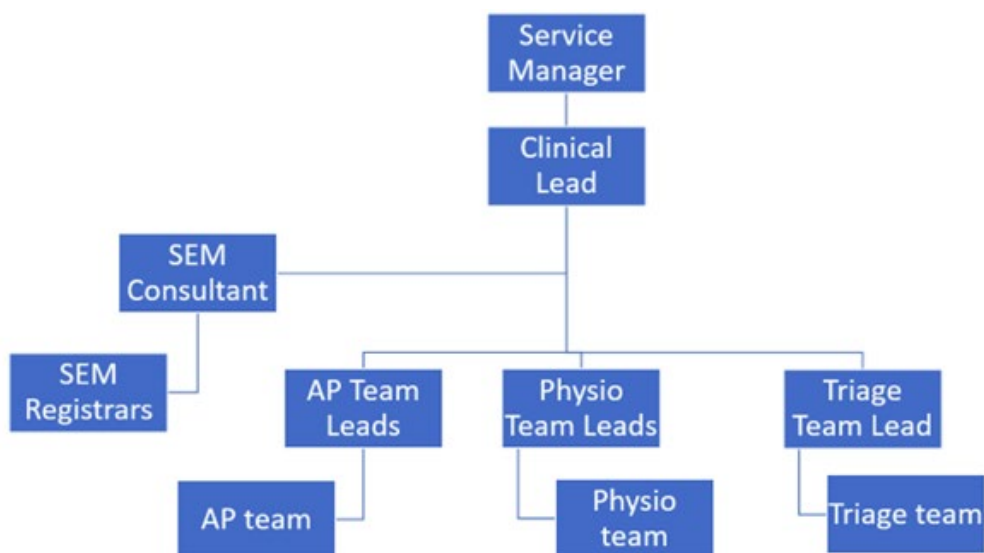 Service
Manager
Clinical
Lead
SEM
Consultant
SEM
Registrars
AP Team
Leads
Physio
Team Leads
Triage
Team Lead
AP team
Physio
team
Triage team